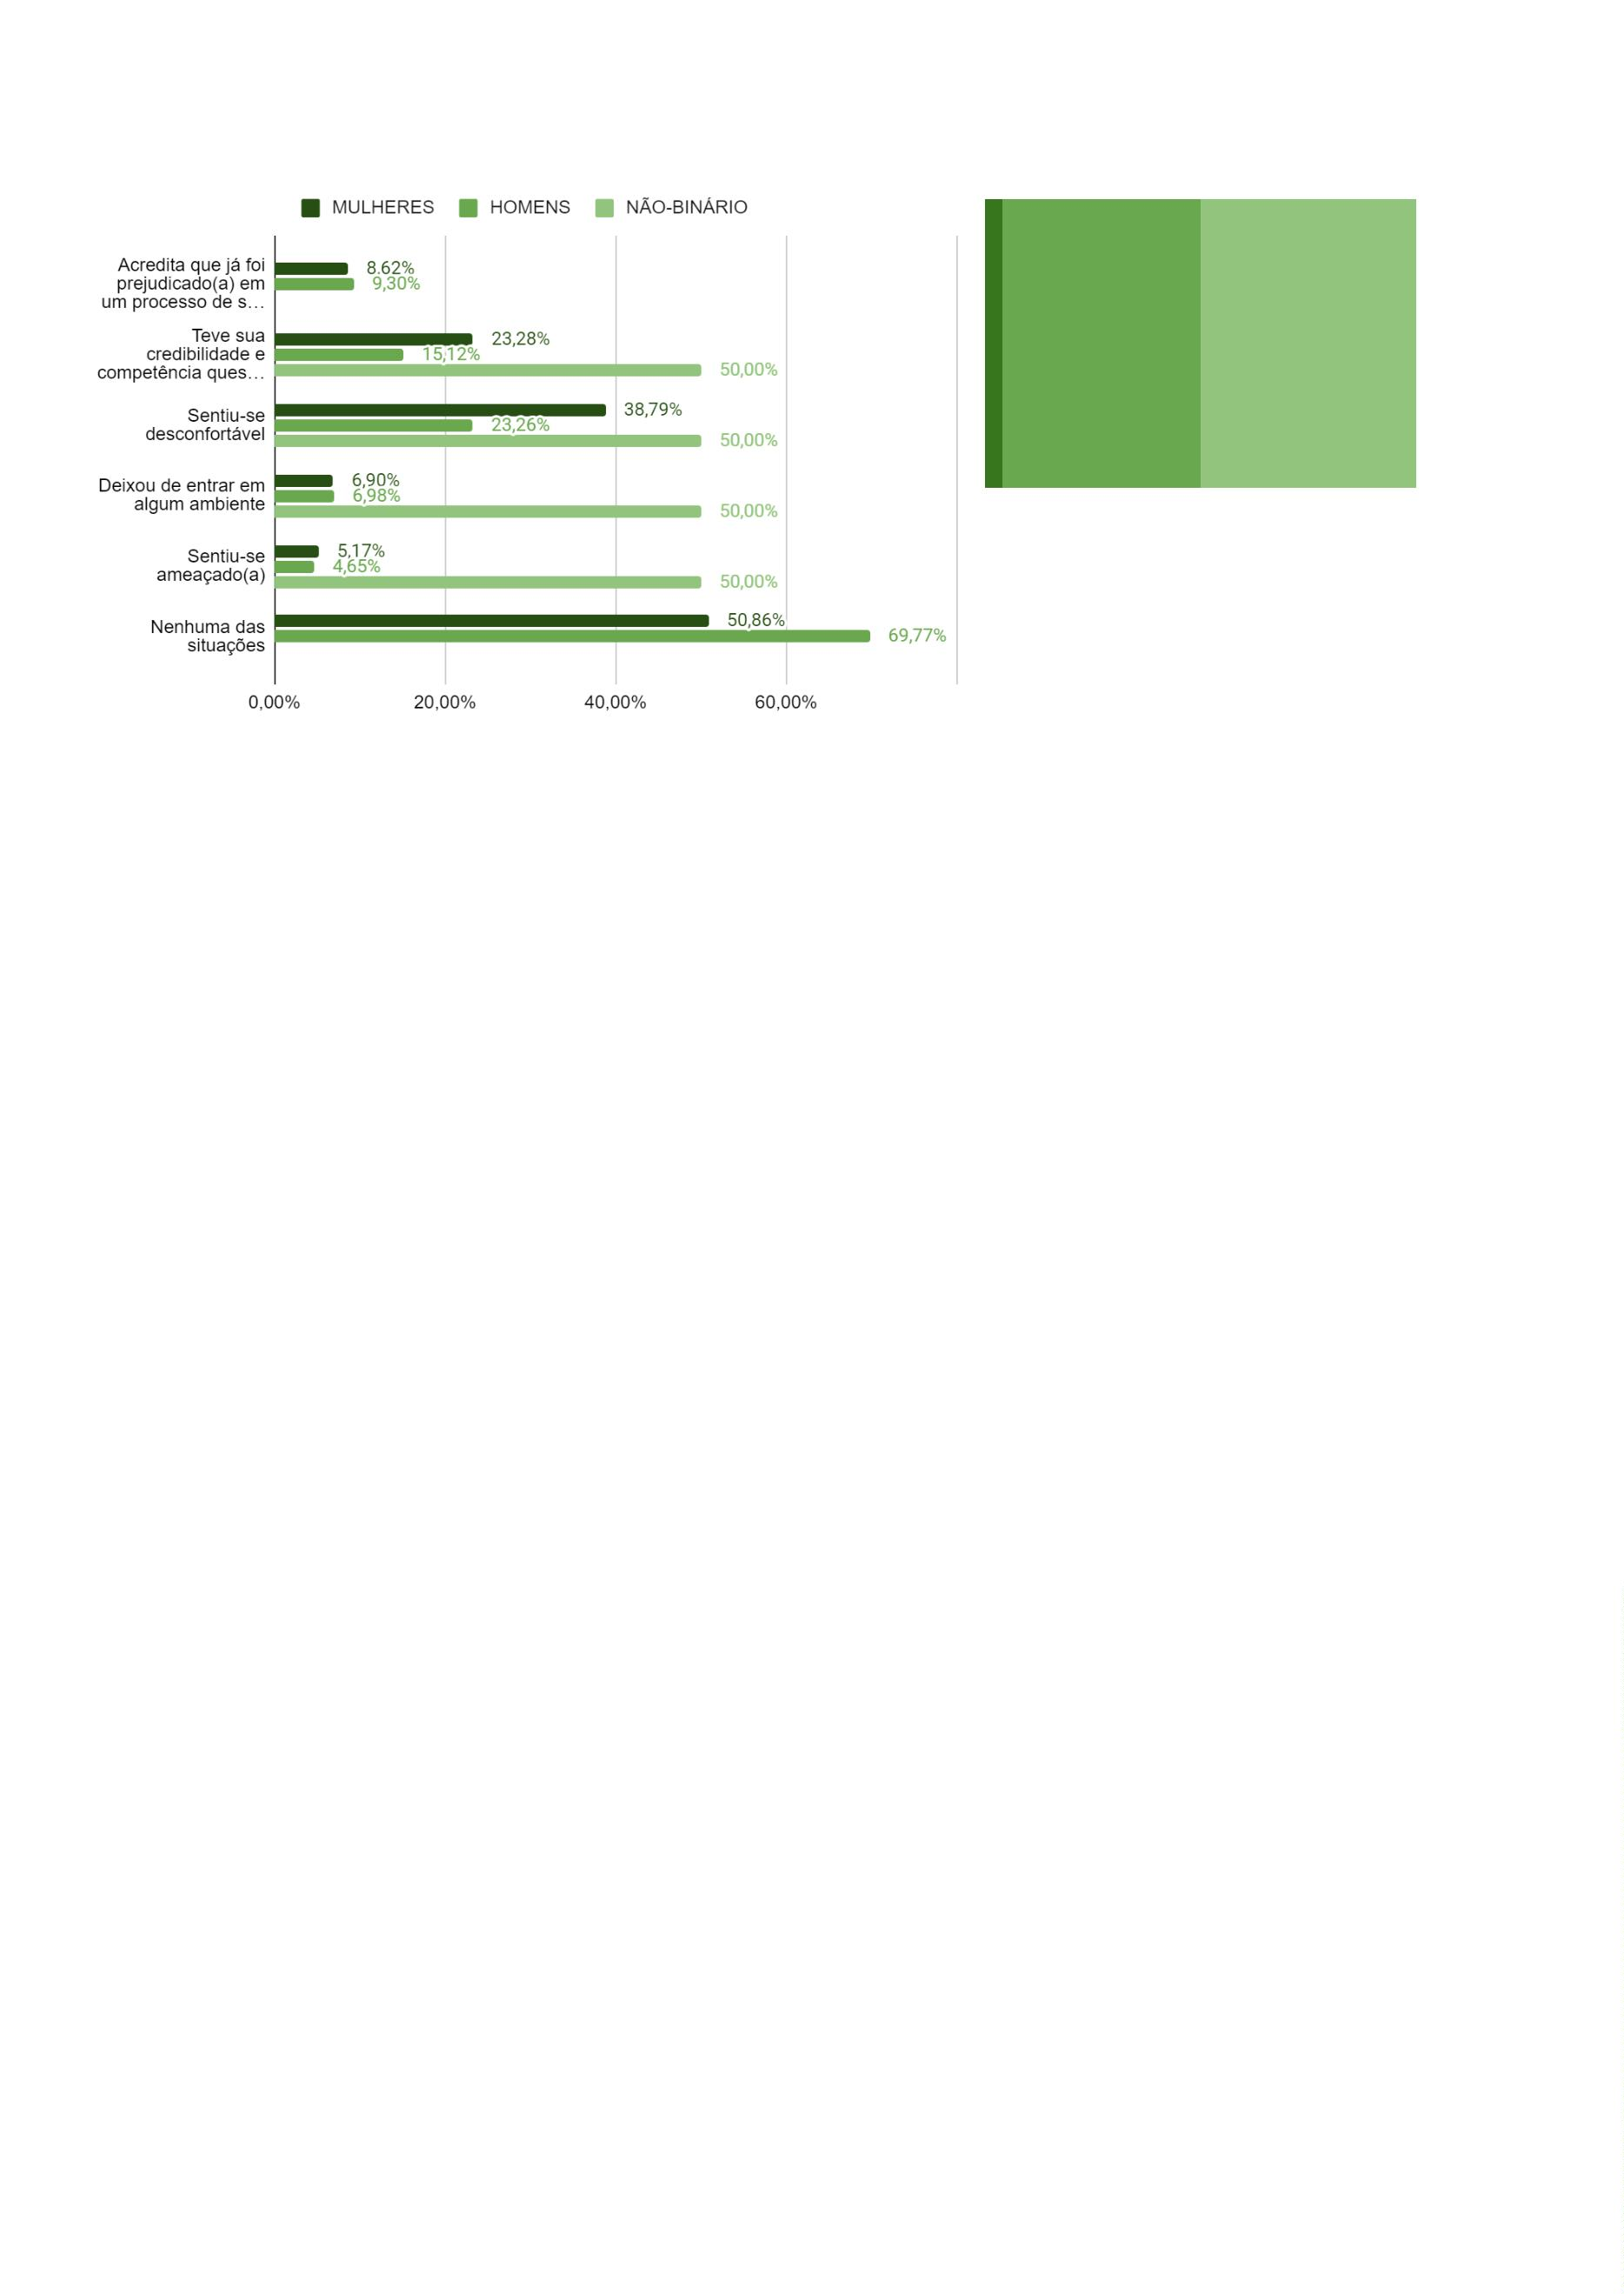 MULHERES HOMENS NÃO-BINÁRIO
Acredita que já foi
prejudicado(a) em
um processo de s…
8.62%
9,30%
Teve sua
credibilidade e
competência ques…
23,28%
15,12%
50,00%
Sentiu-se
desconfortável
38,79%
23,26%
50,00%
Deixou de entrar em
algum ambiente
6,90%
6,98%
50,00%
Sentiu-se
ameaçado(a)
5,17%
4,65%
50,00%
Nenhuma das
situações
50,86%
69,77%
0,00% 20,00% 40,00% 60,00%